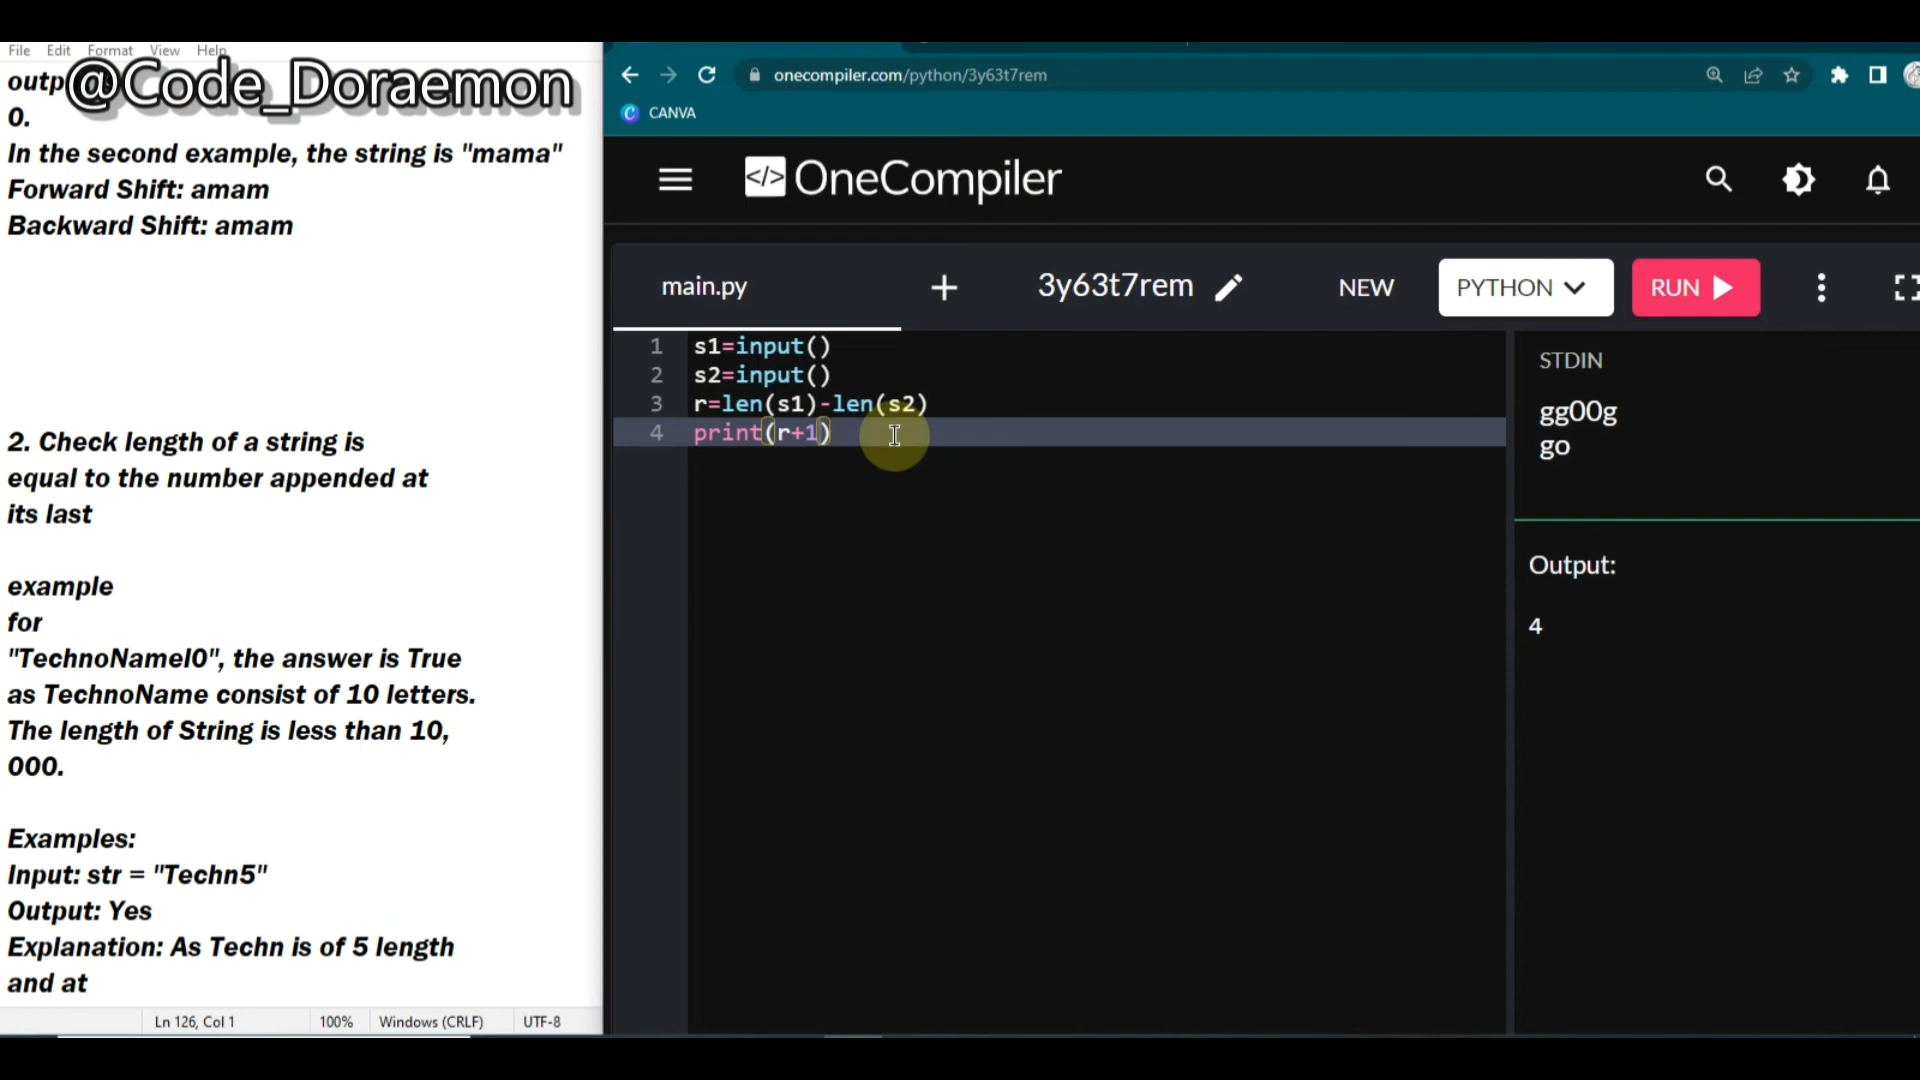 File Edit Format View Help
outp
@Code_Doraemon
0.
In the second example, the string is "mama"
Forward Shift: amam
Backward Shift: amam
2. Check length of a string is
equal to the number appended at
its last
example
for
"TechnoNamel0", the answer is True
as TechnoName consist of 10 letters.
The length of String is less than 10,
000.
Examples:
Input: str = "Techn5"
Output: Yes
Explanation: As Techn is of 5 length
and at
Ln 126, Col 1 100% Windows (CRLF) UTF-8
onecompiler.com/python/3y63t7rem
C CANVA
</> OneCompiler
main.py + 3y63t7rem NEW PYTHON RUN
1 s1=input()
2 s2=input()
3 r=len(s1)-len(s2)
4 print(r+1)
STDIN
gg00g
go
Output:
4